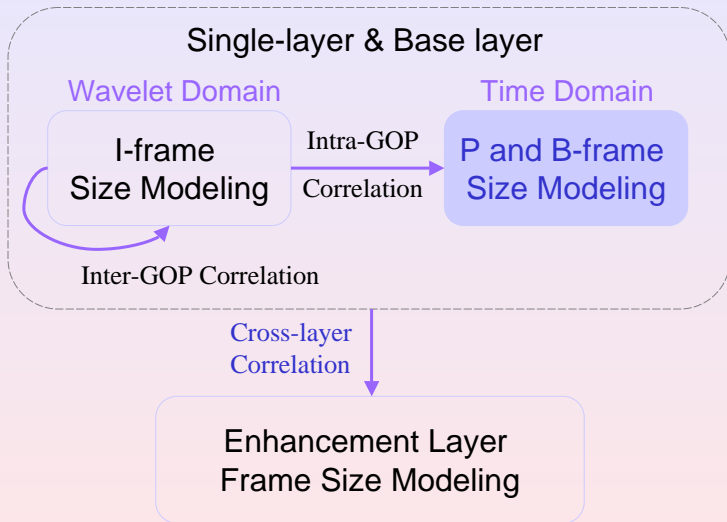 Single-layer & Base layer
Wavelet Domain
Time Domain
I-frame
Size Modeling
Intra-GOP
Correlation
P and B-frame
Size Modeling
Inter-GOP Correlation
Cross-layer
Correlation
Enhancement Layer
Frame Size Modeling